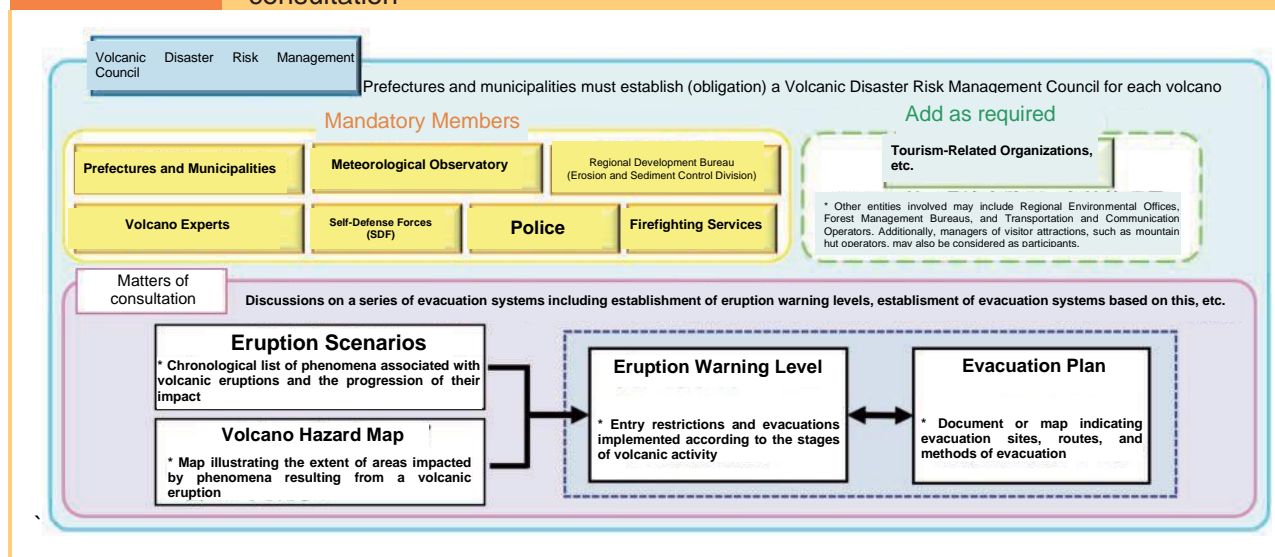 consultation
Volcanic Disaster Risk Management
Council
Prefectures and municipalities must establish (obligation) a Volcanic Disaster Risk Management Council for each volcano
Mandatory Members
Add as required
Prefectures and Municipalities
Meteorological Observatory
Regional Development Bureau
(Erosion and Sediment Control Division)
Tourism-Related Organizations,
etc.
Volcano Experts
Self-Defense Forces
(SDF)
Police
Firefighting Services
* Other entities involved may include Regional Environmental Offices,
Forest Management Bureaus, and Transportation and Communication
Operators. Additionally, managers of visitor attractions, such as mountain
hut operators, may also be considered as participants.
Matters of
consultation
Discussions on a series of evacuation systems including establishment of eruption warning levels, establisment of evacuation systems based on this, etc.
Eruption Scenarios
* Chronological list of phenomena associated with
volcanic eruptions and the progression of their
impact
Volcano Hazard Map
* Map illustrating the extent of areas impacted
by phenomena resulting from a volcanic
eruption
Eruption Warning Level
* Entry restrictions and evacuations
implemented according to the stages
of volcanic activity
Evacuation Plan
* Document or map indicating
evacuation sites, routes, and
methods of evacuation
`